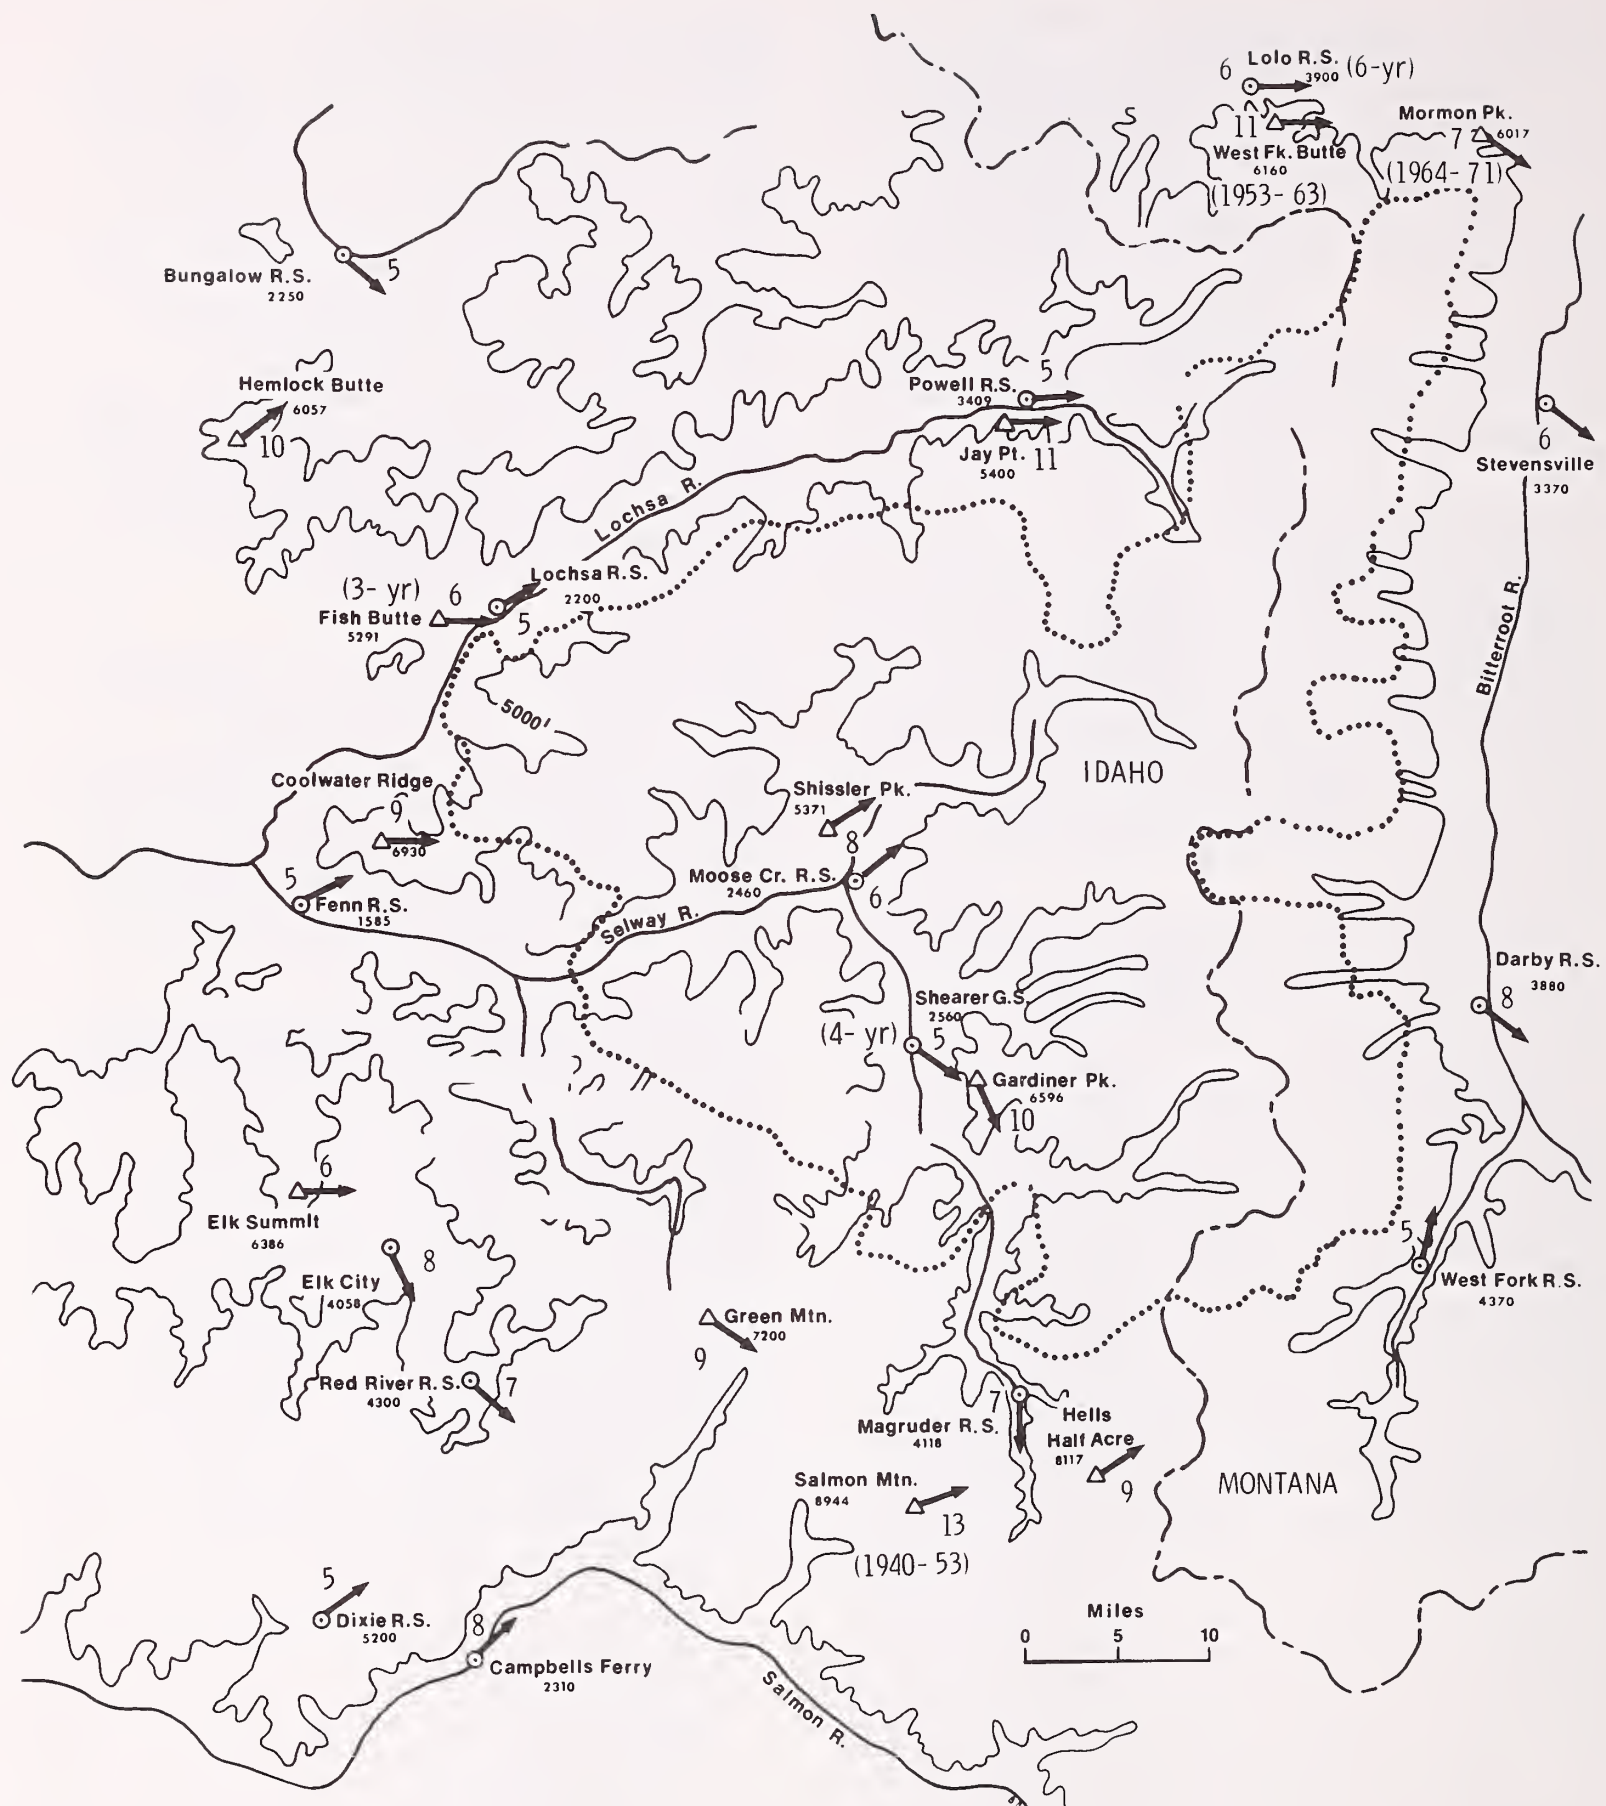 6 Lolo R.S. (6-yr)
3900
Mormon Pk.
7 6017
(1964-71)
11
West Fk. Butte
6160
(1953-63)
Bungalow R.S.
2250
5
Hemlock Butte
6057
10
Powell R.S.
3409
5
Jay Pt. 11
5400
6
Stevensville
3370
Lochsa R.
Lochsa R.S.
2200
5
(3-yr) 6
Fish Butte
5291
Bitterroot R.
5000'
IDAHO
Coolwater Ridge
9
6930
Shissler Pk.
5371
8
5
Fenn R.S.
1585
Moose Cr. R.S.
2460
6
Selway R.
Darby R.S.
3880
8
Shearer G.S.
2560
(4-yr) 5
Gardiner Pk.
6596
10
6
Elk Summit
6386
8
Elk City
4058
5
West Fork R.S.
4370
Green Mtn.
7200
9
Red River R.S. 7
4300
7
Magruder R.S.
4118
Hells
Half Acre
8117
9
Salmon Mtn.
8944
13
(1940-53)
MONTANA
5
Dixie R.S.
5200
8
Campbells Ferry
2310
Miles
0 5 10
Salmon R.